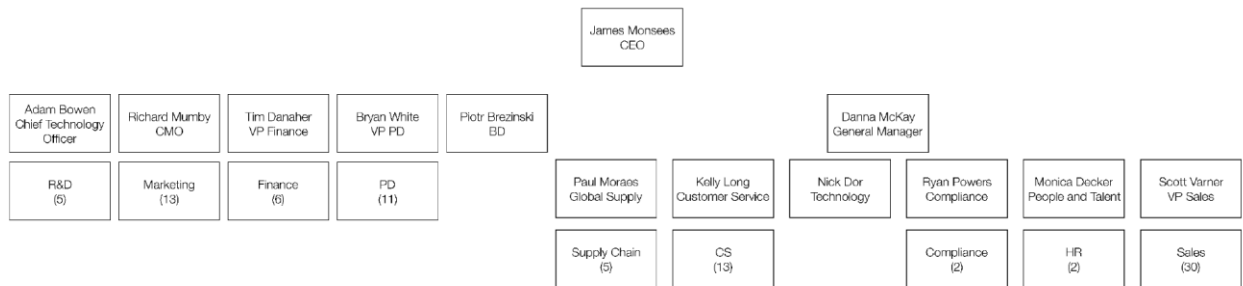 James Monsees
CEO
Adam Bowen
Chief Technology
Officer
Richard Mumby
CMO
Tim Danaher
VP Finance
Bryan White
VP PD
Piotr Brezinski
BD
Danna McKay
General Manager
R&D
(5)
Marketing
(13)
Finance
(6)
PD
(11)
Paul Moraes
Global Supply
Kelly Long
Customer Service
Nick Dor
Technology
Ryan Powers
Compliance
Monica Decker
People and Talent
Scott Varner
VP Sales
Supply Chain
(5)
CS
(13)
Compliance
(2)
HR
(2)
Sales
(30)